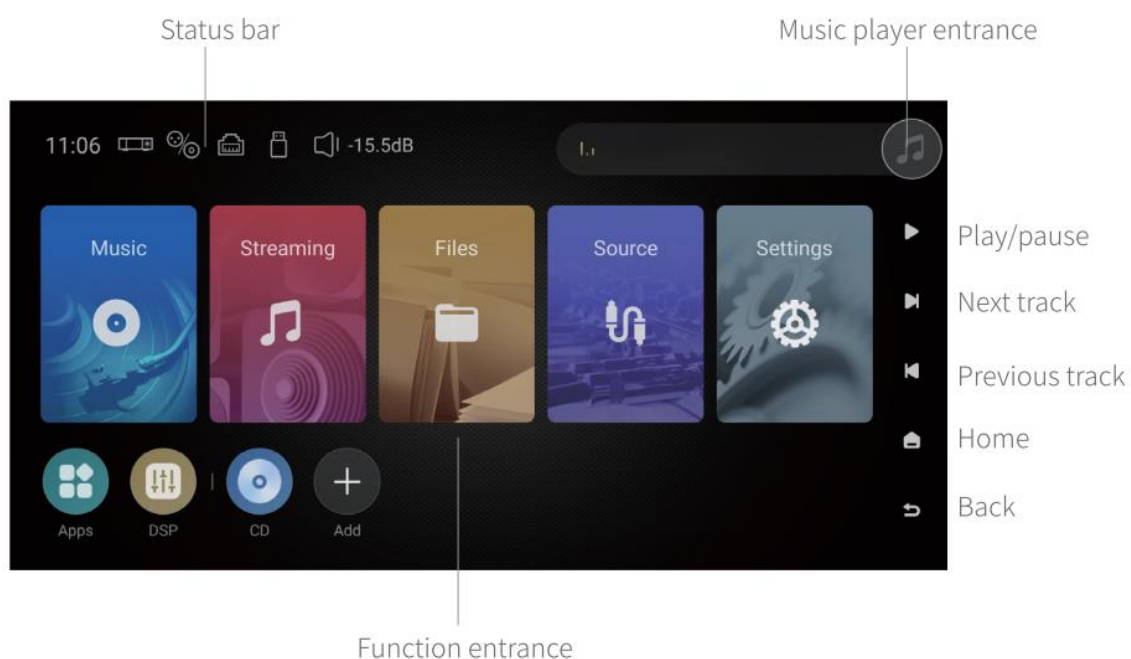 Status bar
Music player entrance
11:06
-15.5dB
Music
Streaming
Files
Source
Settings
Play/pause
Next track
Previous track
Home
Back
Apps
DSP
CD
Add
Function entrance